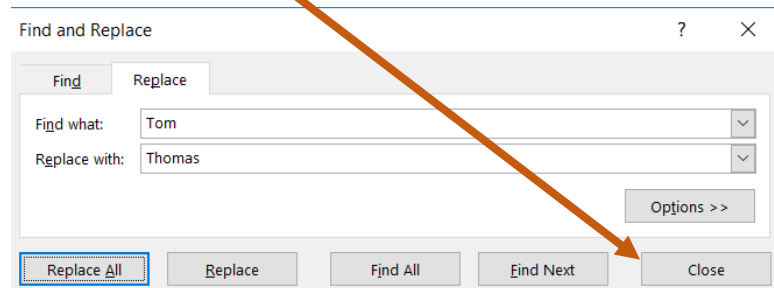 Find and Replace ?
Find Replace
Find what: Tom
Replace with: Thomas
Options >>
Replace All Replace Find All Find Next Close